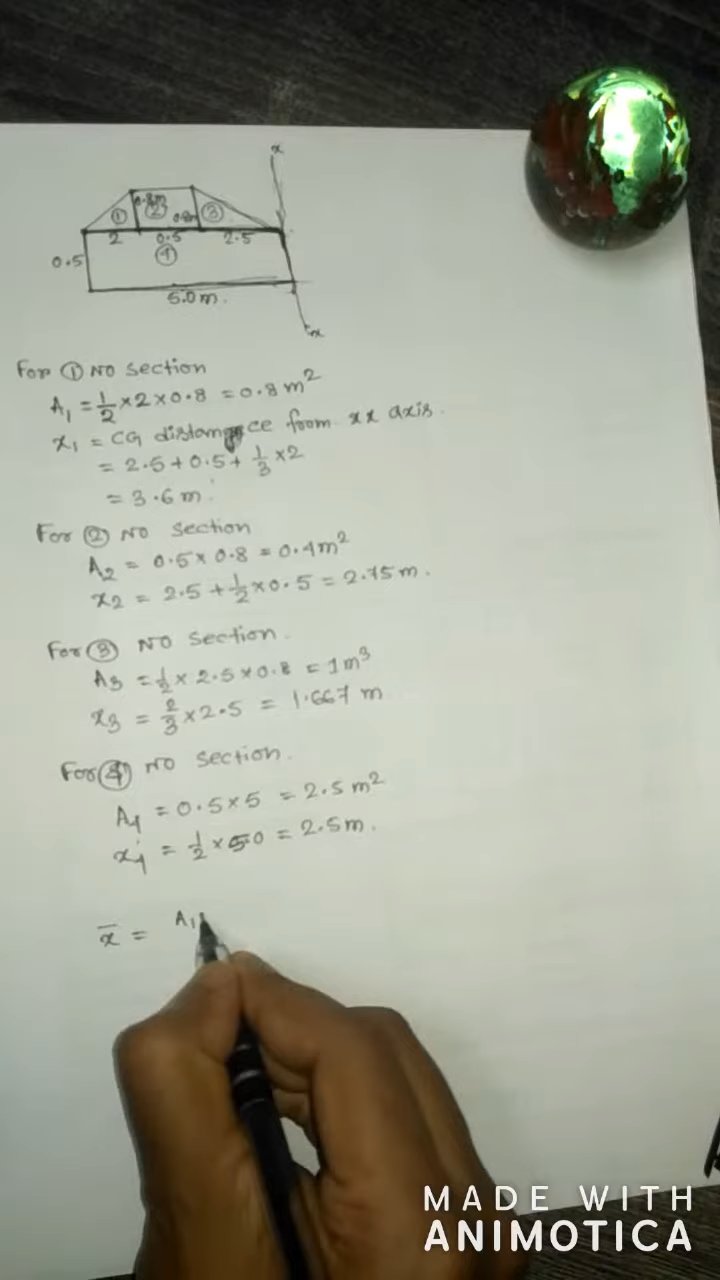 x
0.8m
① ② 0.8m ③
2 0.5 2.5
④
0.5
5.0 m.
x
For ① NO section
A₁ = 1/2 × 2 × 0.8 = 0.8 m²
x₁ = CG distance from xx axis.
= 2.5 + 0.5 + 1/3 × 2
= 3.6 m.
For ② NO section
A₂ = 0.5 × 0.8 = 0.4 m²
x₂ = 2.5 + 1/2 × 0.5 = 2.75 m.
For ③ NO section.
A₃ = 1/2 × 2.5 × 0.8 = 1 m³
x₃ = 2/3 × 2.5 = 1.667 m
For ④ NO section.
A₄ = 0.5 × 5 = 2.5 m²
x₄ = 1/2 × 5.0 = 2.5 m.
x̄ = A₁
MADE WITH
ANIMOTICA